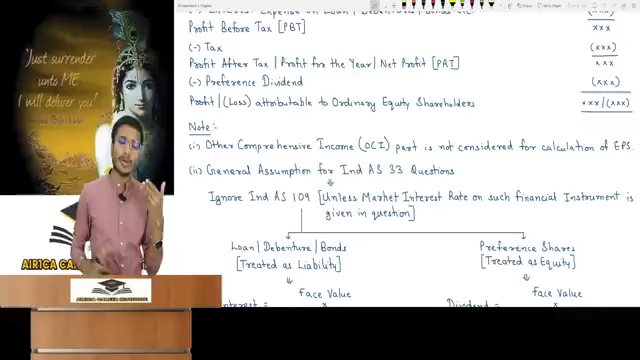 "Just surrender
unto ME
I will deliver you"
(xxx)
Profit Before Tax [PBT]
xxx
(-) Tax
(xxx)
Profit After Tax | Profit for the Year | Net Profit [PAT]
xxx
(-) Preference Dividend
(xxx)
Profit/(Loss) attributable to Ordinary Equity Shareholders
xxx/(xxx)
Note:-
(i) Other Comprehensive Income (OCI) part is not considered for calculation of EPS.
(ii) General Assumption for Ind AS 33 Questions
Ignore Ind AS 109 [Unless Market Interest Rate on such financial Instrument is
given in question]
Loan | Debenture | Bonds
[Treated as Liability]
Preference Shares
[Treated as Equity]
face Value
x
face Value
x
Dividend =